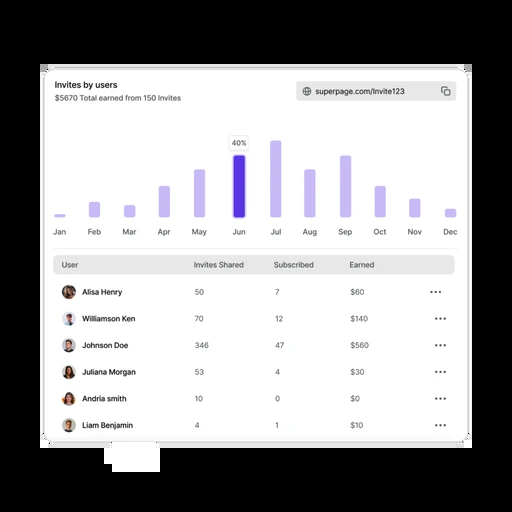 Invites by users
$5670 Total earned from 150 Invites
superpage.com/Invite123
40%
Jan Feb Mar Apr May Jun Jul Aug Sep Oct Nov Dec
User Invites Shared Subscribed Earned
Alisa Henry 50 7 $60
Williamson Ken 70 12 $140
Johnson Doe 346 47 $560
Juliana Morgan 53 4 $30
Andria smith 10 0 $0
Liam Benjamin 4 1 $10